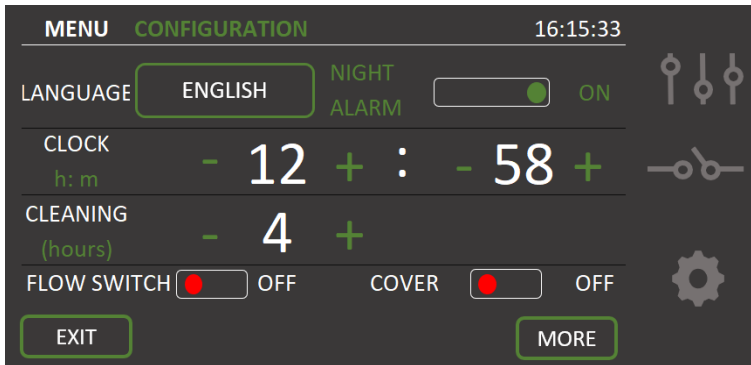 MENU CONFIGURATION 16:15:33
LANGUAGE ENGLISH NIGHT ALARM ON
CLOCK
h: m
- 12 + : - 58 +
CLEANING
(hours)
- 4 +
FLOW SWITCH OFF COVER OFF
EXIT MORE